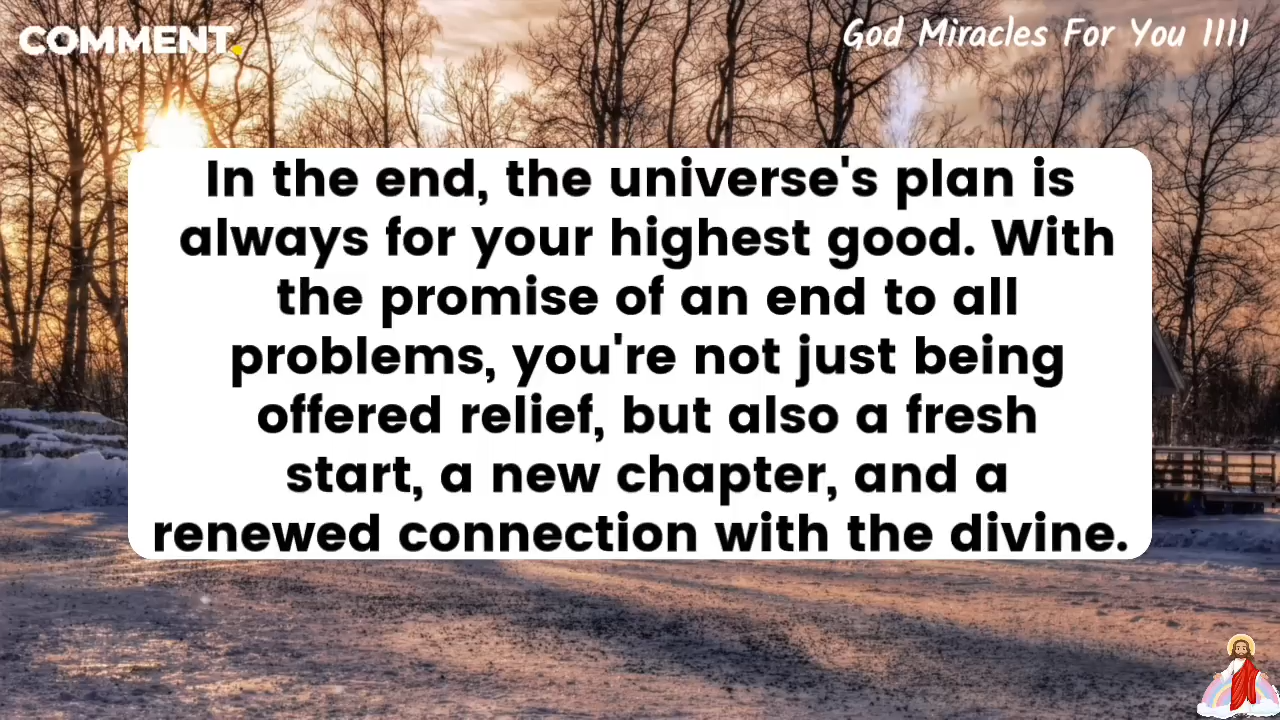 COMMENT.
God Miracles For You 1111
In the end, the universe's plan is
always for your highest good. With
the promise of an end to all
problems, you're not just being
offered relief, but also a fresh
start, a new chapter, and a
renewed connection with the divine.